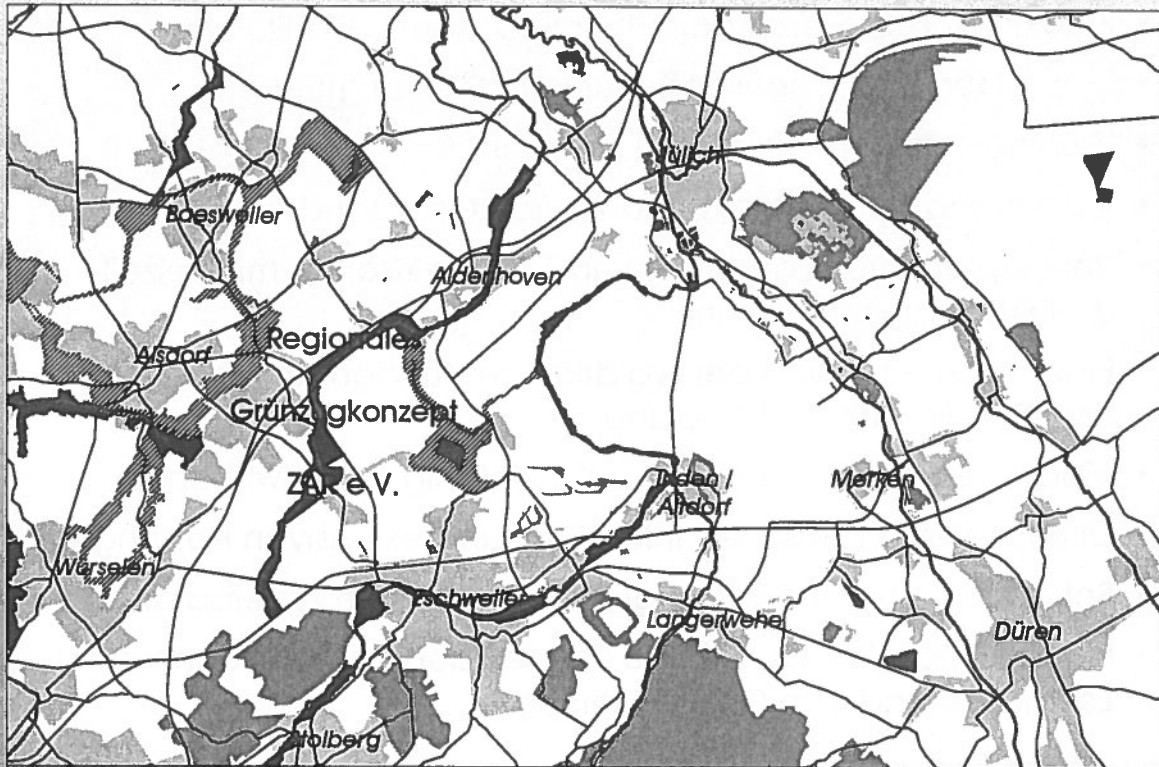 Jülich
Baesweiler
Aldenhoven
Regionales
Alsdorf
Grünzugkonzept
ZAR e.V.
Inden /
Altdorf
Merken
Würselen
Eschweiler
Langerwehe
Düren
Stolberg